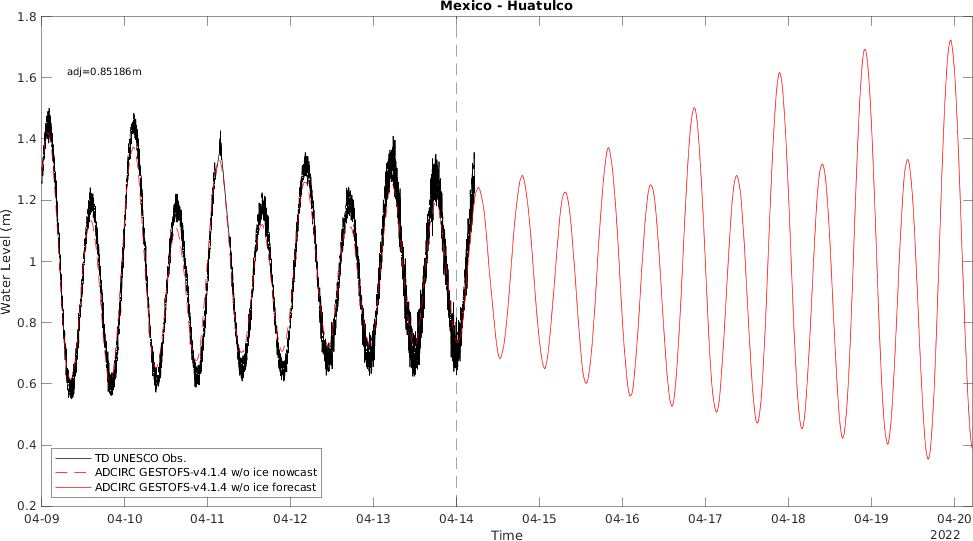 Mexico - Huatulco
1.8
1.6
1.4
1.2
1
0.8
0.6
0.4
0.2
Water Level (m)
adj=0.85186m
TD UNESCO Obs.
ADCIRC GESTOFS-v4.1.4 w/o ice nowcast
ADCIRC GESTOFS-v4.1.4 w/o ice forecast
04-09 04-10 04-11 04-12 04-13 04-14 04-15 04-16 04-17 04-18 04-19 04-20
Time
2022